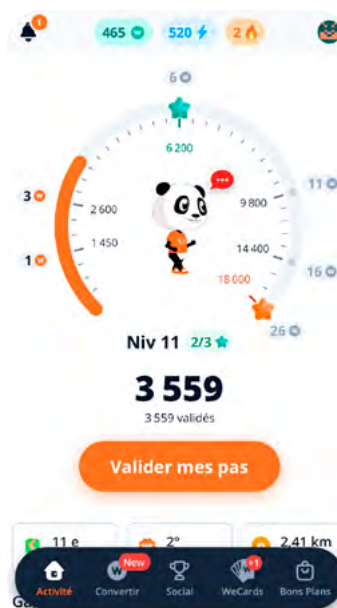 1
465 W 520 2
6 W
6 200
3 W
2 600
9 800
11 W
1 W
1 450
14 400
16 W
18 000
26 W
Niv 11 2/3
3 559
3 559 validés
Valider mes pas
11 e
2°
2,41 km
Ga
New
+1
Activité
Convertir
Social
WeCards
Bons Plans